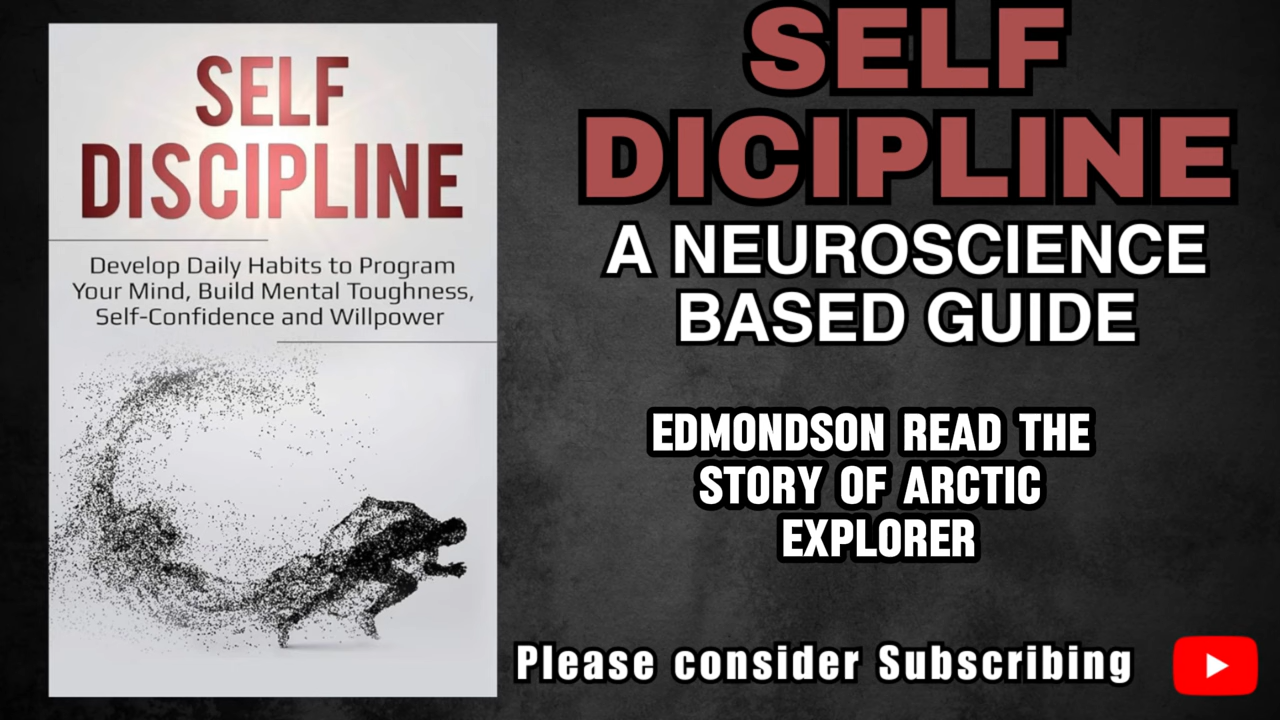 SELF
DISCIPLINE
Develop Daily Habits to Program
Your Mind, Build Mental Toughness,
Self-Confidence and Willpower
SELF
DICIPLINE
A NEUROSCIENCE
BASED GUIDE
EDMONDSON READ THE
STORY OF ARCTIC
EXPLORER
Please consider Subscribing